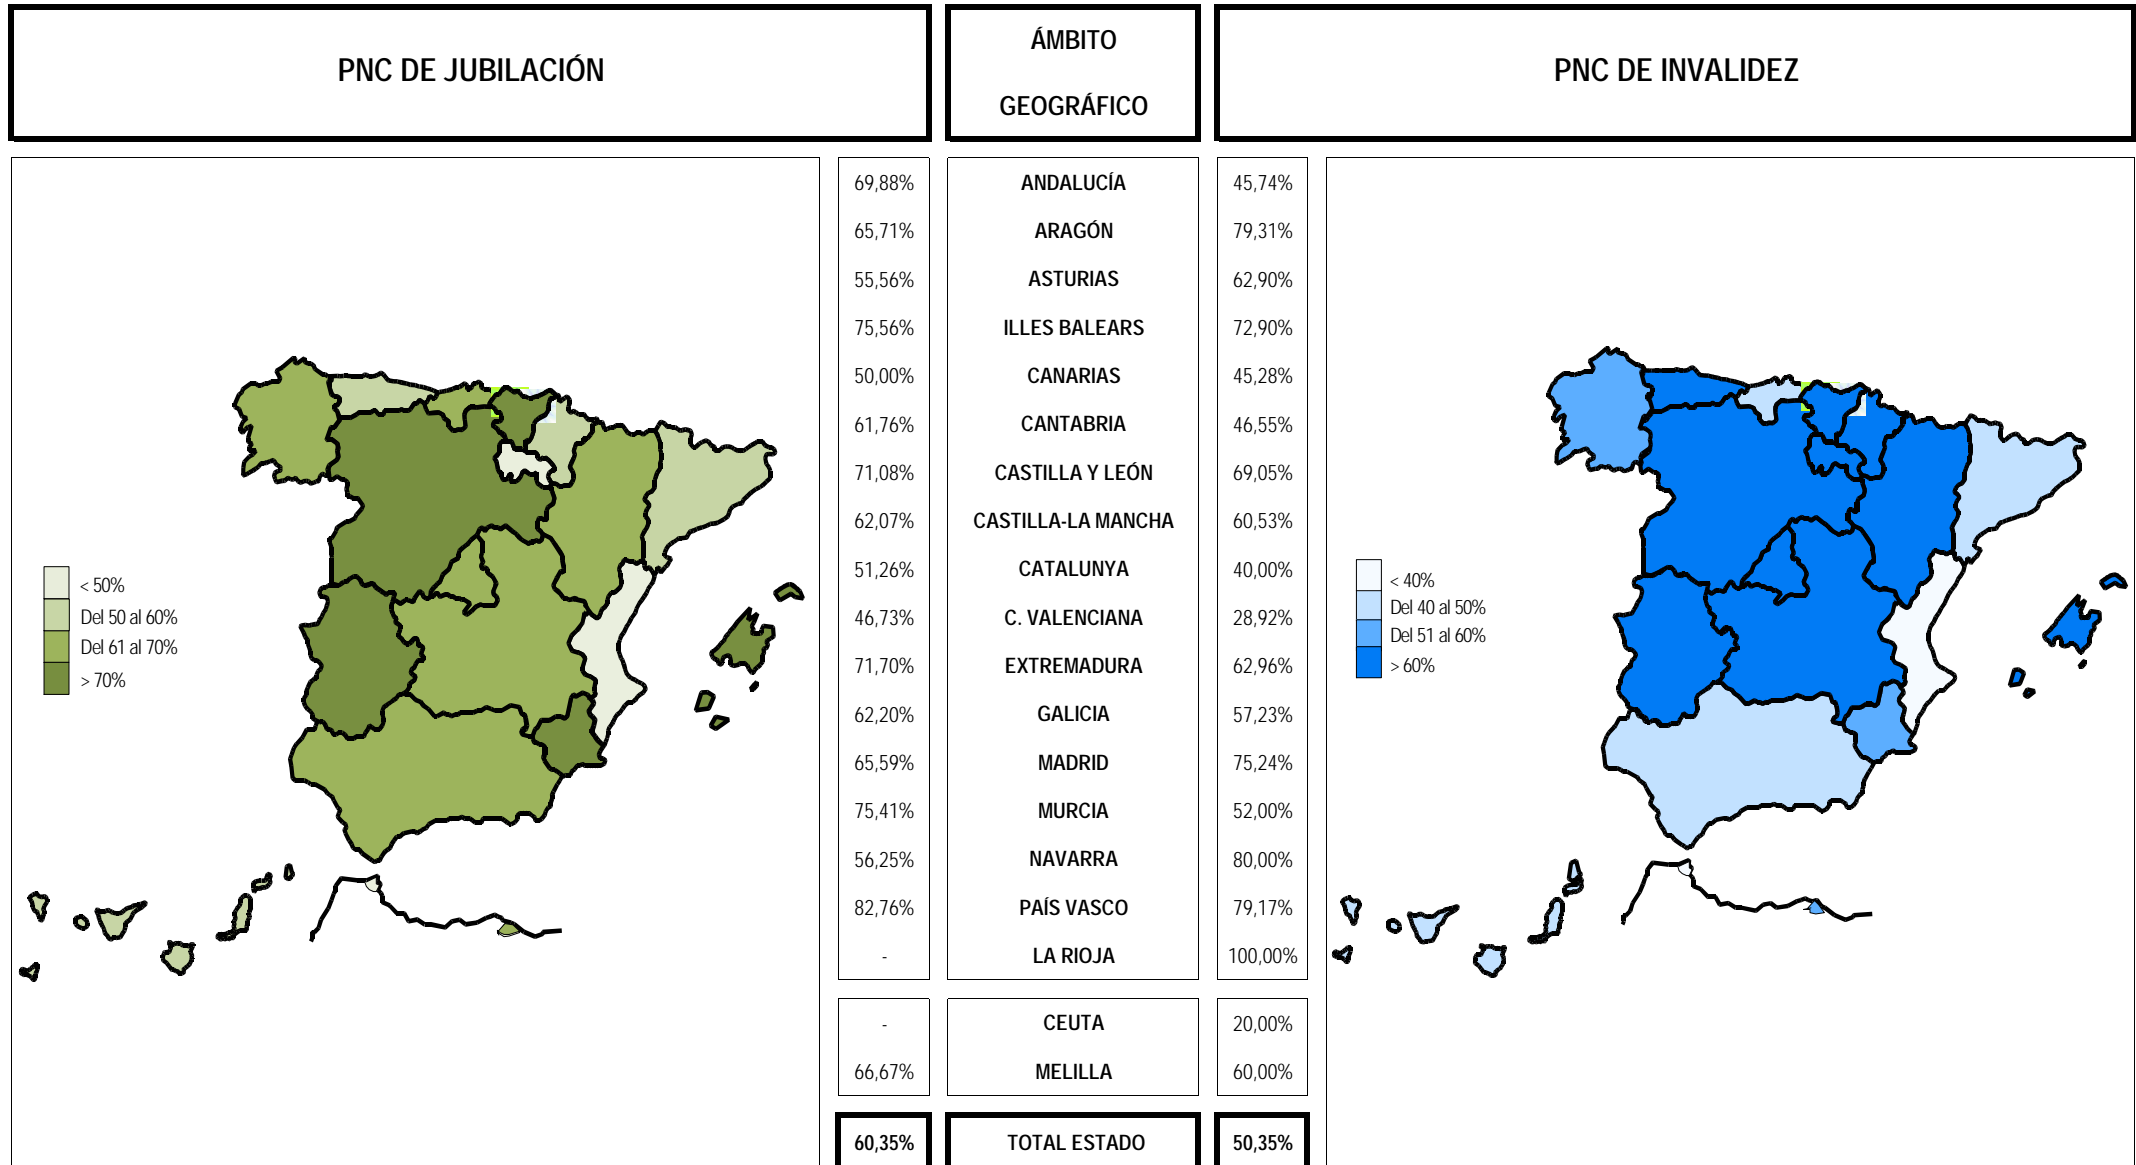 PNC DE JUBILACIÓN
ÁMBITO
GEOGRÁFICO
PNC DE INVALIDEZ
69,88% ANDALUCÍA 45,74%
65,71% ARAGÓN 79,31%
55,56% ASTURIAS 62,90%
75,56% ILLES BALEARS 72,90%
50,00% CANARIAS 45,28%
61,76% CANTABRIA 46,55%
71,08% CASTILLA Y LEÓN 69,05%
62,07% CASTILLA-LA MANCHA 60,53%
51,26% CATALUNYA 40,00%
46,73% C. VALENCIANA 28,92%
71,70% EXTREMADURA 62,96%
62,20% GALICIA 57,23%
65,59% MADRID 75,24%
75,41% MURCIA 52,00%
56,25% NAVARRA 80,00%
82,76% PAÍS VASCO 79,17%
- LA RIOJA 100,00%
- CEUTA 20,00%
66,67% MELILLA 60,00%
60,35% TOTAL ESTADO 50,35%
< 50%
Del 50 al 60%
Del 61 al 70%
> 70%
< 40%
Del 40 al 50%
Del 51 al 60%
> 60%